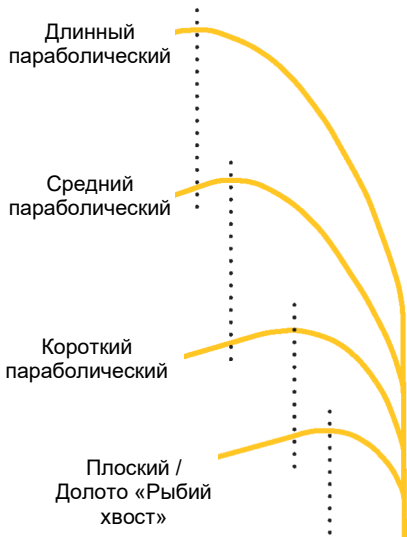 Длинный
параболический
Средний
параболический
Короткий
параболический
Плоский /
Долото «Рыбий
хвост»